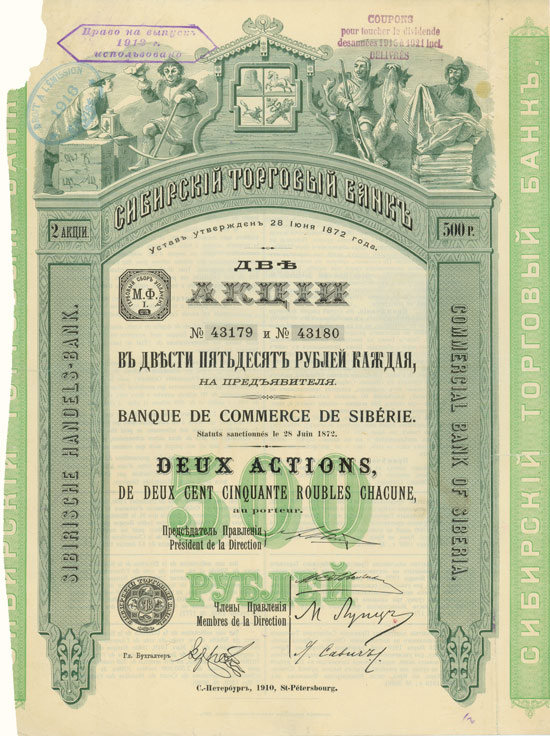 Право на выпускъ
1912 г.
использовано
COUPONS
pour toucher le dividende
des années 1910 à 1921 incl.
DÉLIVRÉS
СИБИРСКІЙ ТОРГОВЫЙ БАНКЪ
2 АКЦІИ.
500 Р.
Уставъ утвержденъ 28 Іюня 1872 года.
ДВѢ
АКЦІИ
М.Ф.
I.
№ 43179 и № 43180
ВЪ ДВѢСТИ ПЯТЬДЕСЯТЪ РУБЛЕЙ КАЖДАЯ,
НА ПРЕДЪЯВИТЕЛЯ.
BANQUE DE COMMERCE DE SIBÉRIE.
Statuts sanctionnés le 28 Juin 1872.
DEUX ACTIONS,
500
DE DEUX CENT CINQUANTE ROUBLES CHACUNE,
au porteur.
Предсѣдатель Правленія
Président de la Direction
РУБЛЕЙ
Члены Правленія
Membres de la Direction
Гл. Бухгалтеръ
С.-Петербургъ, 1910, St-Pétersbourg.
SIBIRISCHE HANDELS-BANK.
COMMERCIAL BANK OF SIBERIA.
СИБИРСКІЙ ТОРГОВЫЙ БАНКЪ.